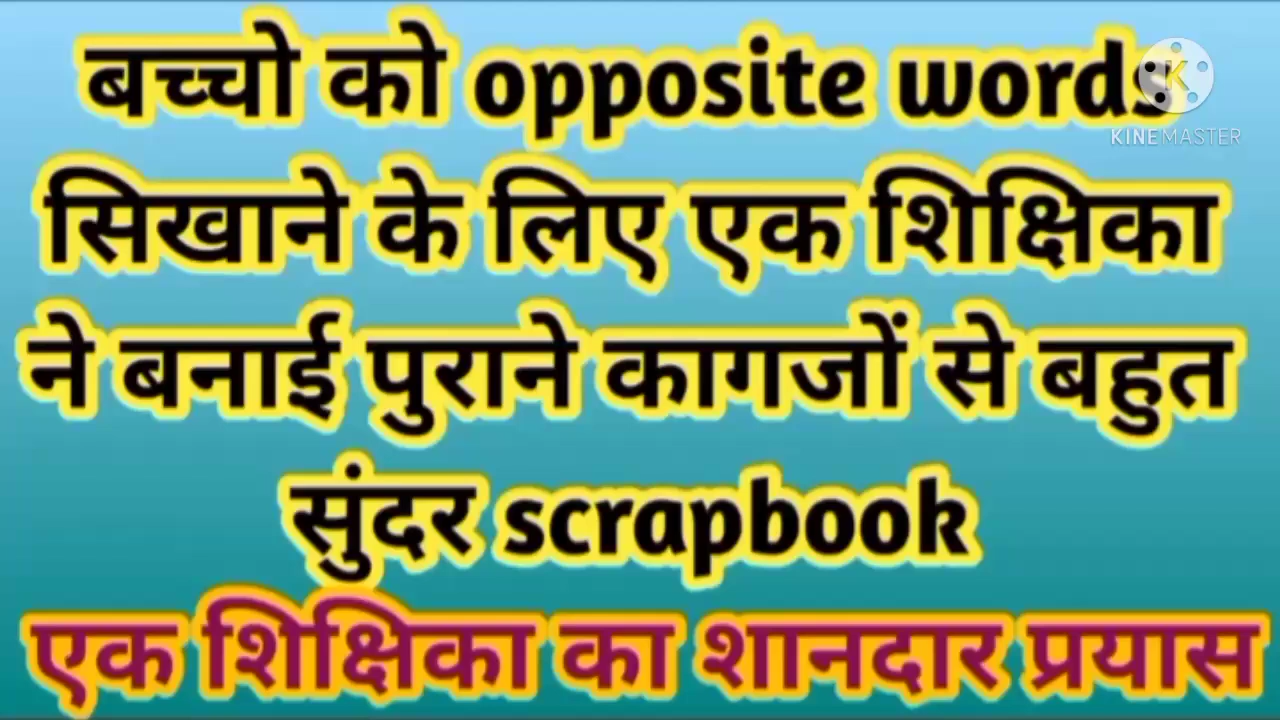 बच्चो को opposite words
KINEMASTER
सिखाने के लिए एक शिक्षिका
ने बनाई पुराने कागजों से बहुत
सुंदर scrapbook
एक शिक्षिका का शानदार प्रयास